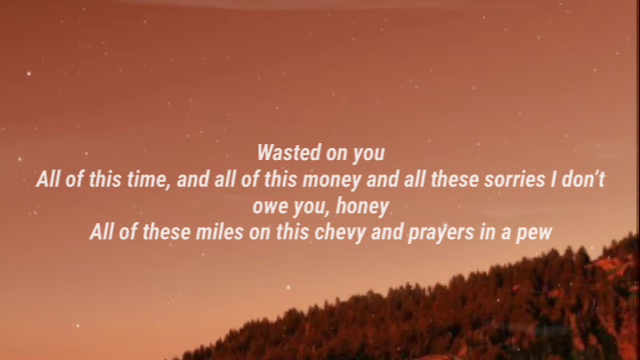 Wasted on you
All of this time, and all of this money and all these sorries I don't
owe you, honey
All of these miles on this chevy and prayers in a pew